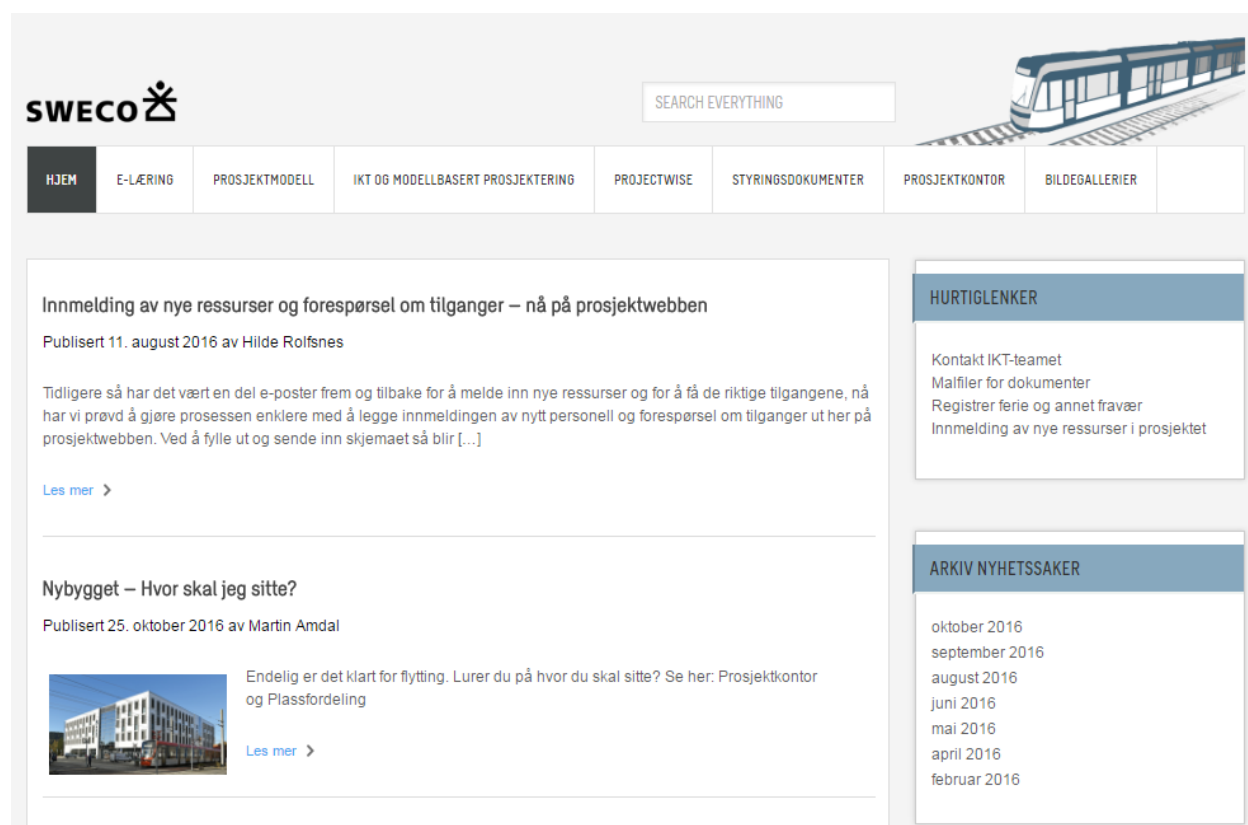 SWECO
SEARCH EVERYTHING
HJEM
E-LÆRING
PROSJEKTMODELL
IKT OG MODELLBASERT PROSJEKTERING
PROJECTWISE
STYRINGSDOKUMENTER
PROSJEKTKONTOR
BILDEGALLERIER
Innmelding av nye ressurser og forespørsel om tilganger – nå på prosjektwebben
Publisert 11. august 2016 av Hilde Rolfsnes
Tidligere så har det vært en del e-poster frem og tilbake for å melde inn nye ressurser og for å få de riktige tilgangene, nå
har vi prøvd å gjøre prosessen enklere med å legge innmeldingen av nytt personell og forespørsel om tilganger ut her på
prosjektwebben. Ved å fylle ut og sende inn skjemaet så blir […]
Les mer
Nybygget – Hvor skal jeg sitte?
Publisert 25. oktober 2016 av Martin Amdal
Endelig er det klart for flytting. Lurer du på hvor du skal sitte? Se her: Prosjektkontor
og Plassfordeling
Les mer
HURTIGLENKER
Kontakt IKT-teamet
Malfiler for dokumenter
Registrer ferie og annet fravær
Innmelding av nye ressurser i prosjektet
ARKIV NYHETSSAKER
oktober 2016
september 2016
august 2016
juni 2016
mai 2016
april 2016
februar 2016